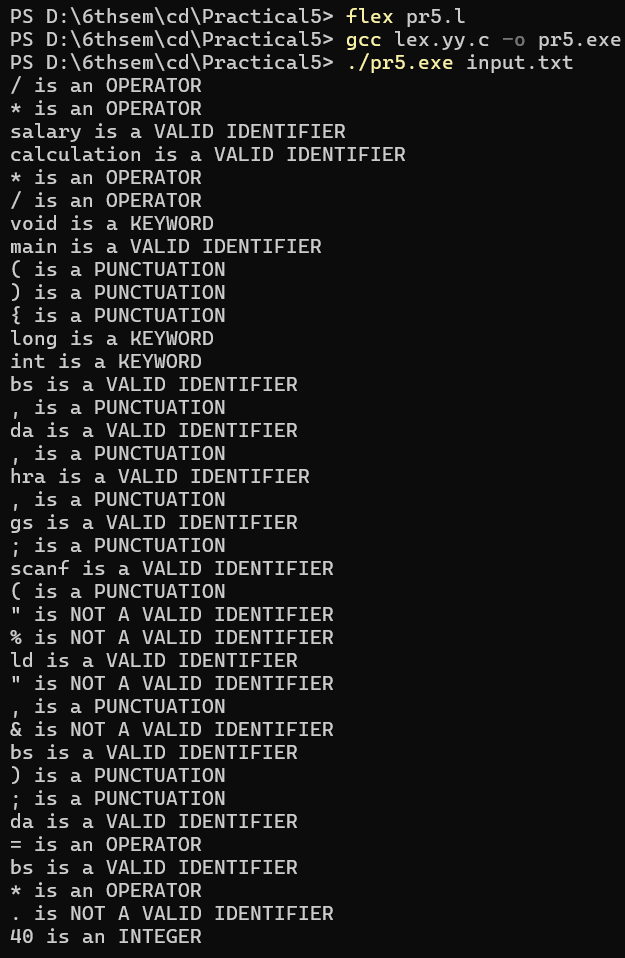 PS D:\6thsem\cd\Practical5> flex pr5.l
PS D:\6thsem\cd\Practical5> gcc lex.yy.c -o pr5.exe
PS D:\6thsem\cd\Practical5> ./pr5.exe input.txt
/ is an OPERATOR
* is an OPERATOR
salary is a VALID IDENTIFIER
calculation is a VALID IDENTIFIER
* is an OPERATOR
/ is an OPERATOR
void is a KEYWORD
main is a VALID IDENTIFIER
( is a PUNCTUATION
) is a PUNCTUATION
{ is a PUNCTUATION
long is a KEYWORD
int is a KEYWORD
bs is a VALID IDENTIFIER
, is a PUNCTUATION
da is a VALID IDENTIFIER
, is a PUNCTUATION
hra is a VALID IDENTIFIER
, is a PUNCTUATION
gs is a VALID IDENTIFIER
; is a PUNCTUATION
scanf is a VALID IDENTIFIER
( is a PUNCTUATION
" is NOT A VALID IDENTIFIER
% is NOT A VALID IDENTIFIER
ld is a VALID IDENTIFIER
" is NOT A VALID IDENTIFIER
, is a PUNCTUATION
& is NOT A VALID IDENTIFIER
bs is a VALID IDENTIFIER
) is a PUNCTUATION
; is a PUNCTUATION
da is a VALID IDENTIFIER
= is an OPERATOR
bs is a VALID IDENTIFIER
* is an OPERATOR
. is NOT A VALID IDENTIFIER
40 is an INTEGER